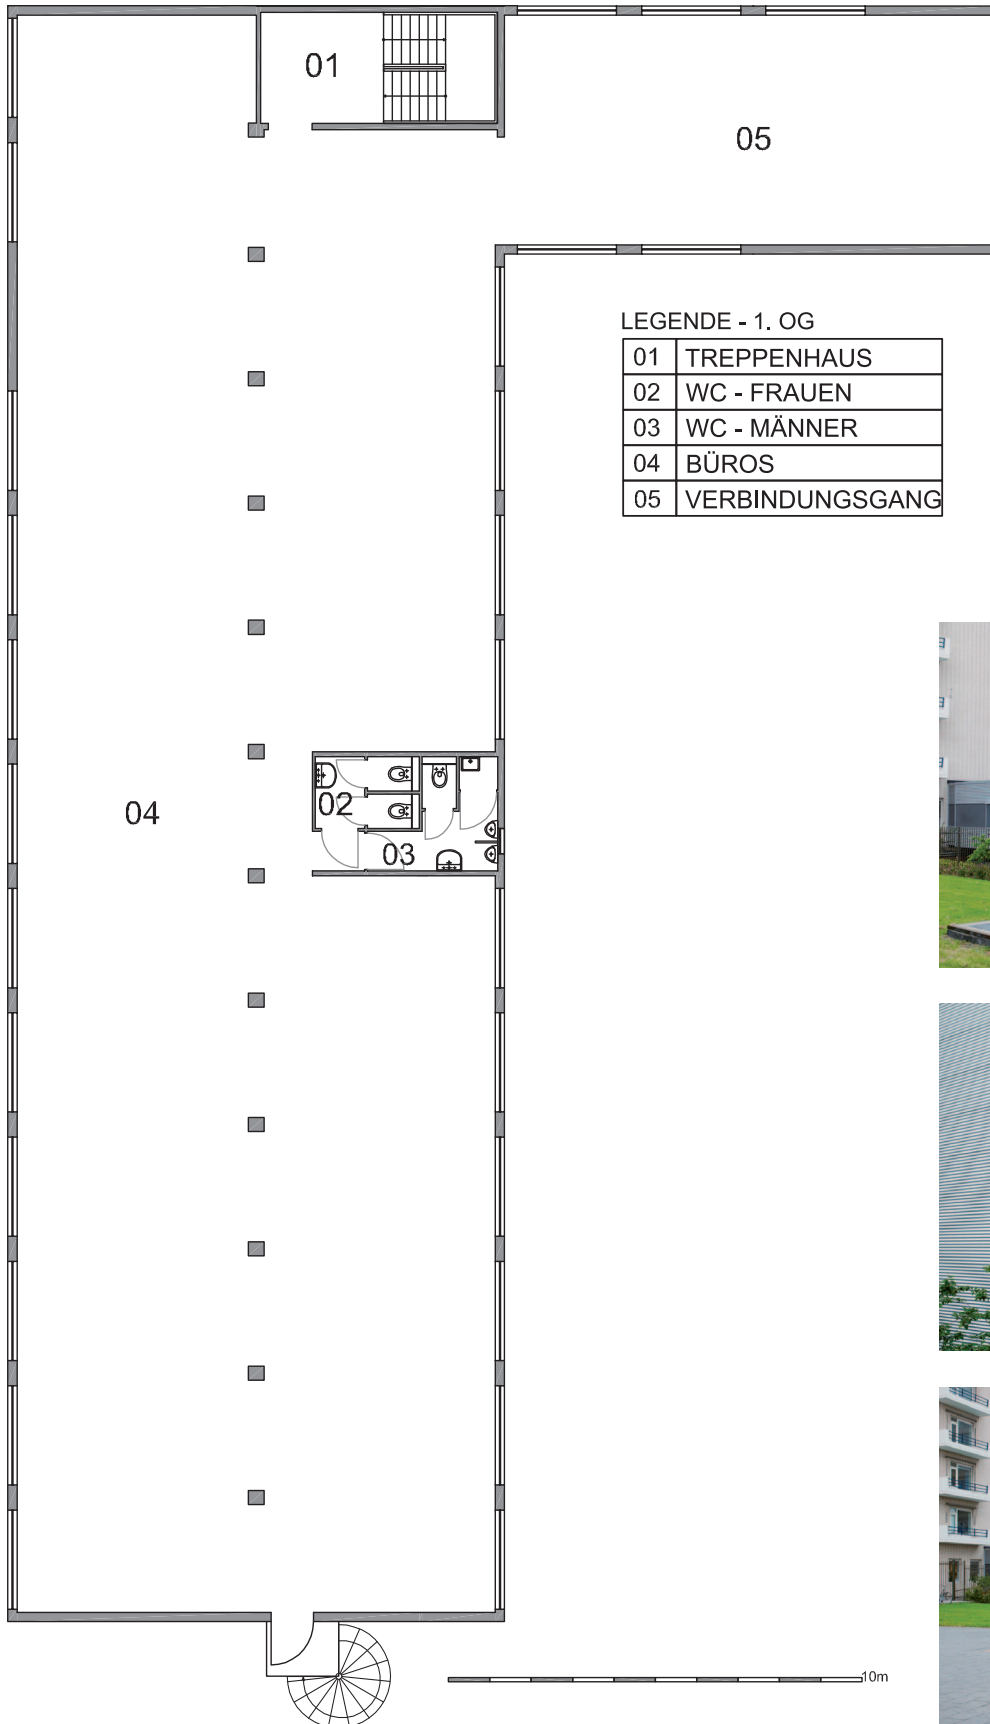 01
05
LEGENDE - 1. OG
01 TREPPENHAUS
02 WC - FRAUEN
03 WC - MÄNNER
04 BÜROS
05 VERBINDUNGSGANG
04
02
03
10m